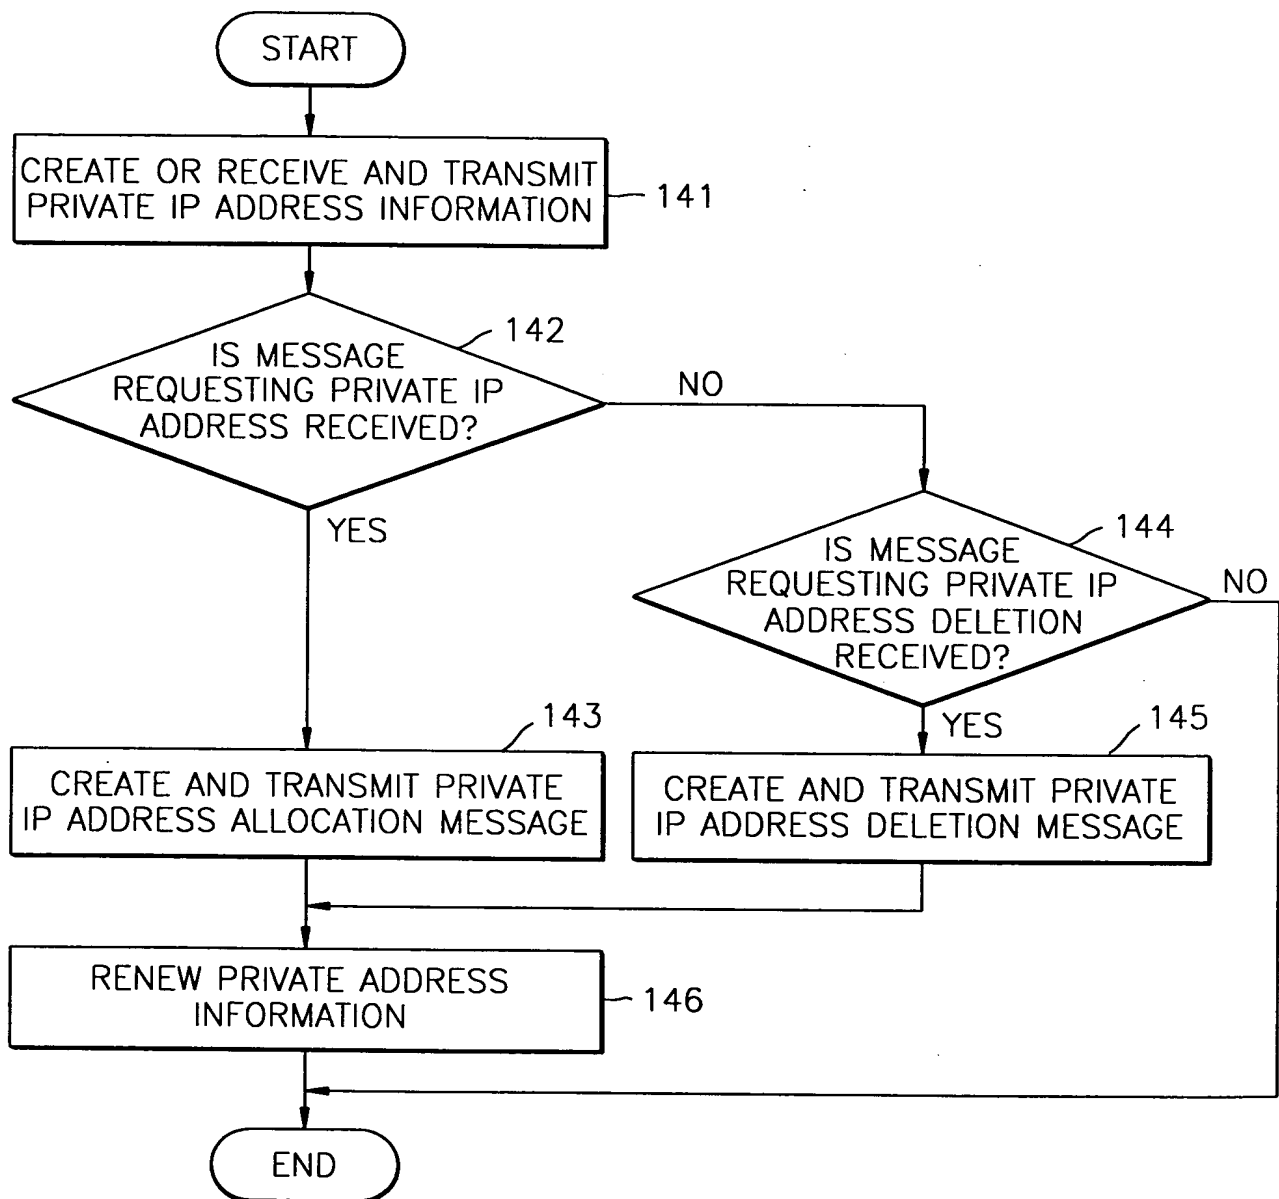 START
CREATE OR RECEIVE AND TRANSMIT
PRIVATE IP ADDRESS INFORMATION
141
142
IS MESSAGE
REQUESTING PRIVATE IP
ADDRESS RECEIVED?
NO
YES
144
IS MESSAGE
REQUESTING PRIVATE IP
ADDRESS DELETION
RECEIVED?
NO
YES
143
CREATE AND TRANSMIT PRIVATE
IP ADDRESS ALLOCATION MESSAGE
145
CREATE AND TRANSMIT PRIVATE
IP ADDRESS DELETION MESSAGE
RENEW PRIVATE ADDRESS
INFORMATION
146
END